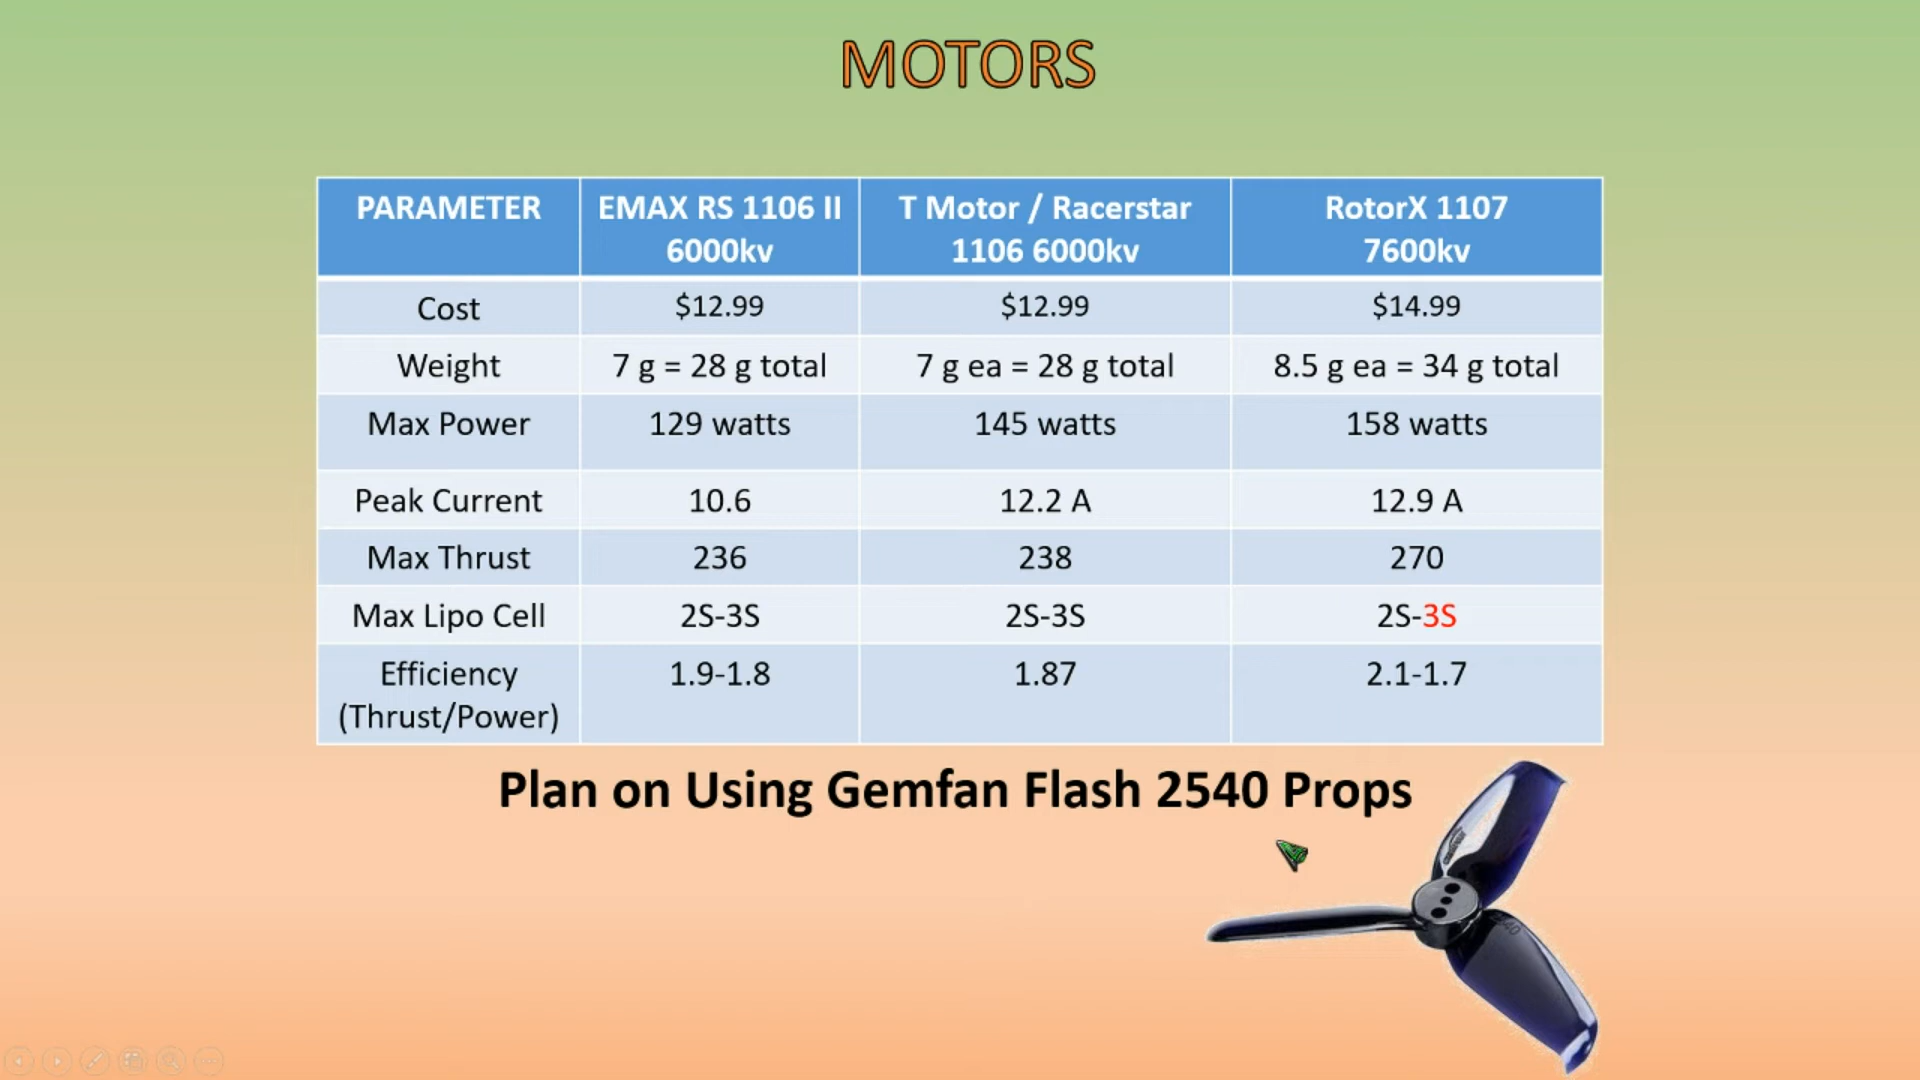 MOTORS
PARAMETER
EMAX RS 1106 II
6000kv
T Motor / Racerstar
1106 6000kv
RotorX 1107
7600kv
Cost
$12.99
$12.99
$14.99
Weight
7 g = 28 g total
7 g ea = 28 g total
8.5 g ea = 34 g total
Max Power
129 watts
145 watts
158 watts
Peak Current
10.6
12.2 A
12.9 A
Max Thrust
236
238
270
Max Lipo Cell
2S-3S
2S-3S
2S-3S
Efficiency
(Thrust/Power)
1.9-1.8
1.87
2.1-1.7
Plan on Using Gemfan Flash 2540 Props